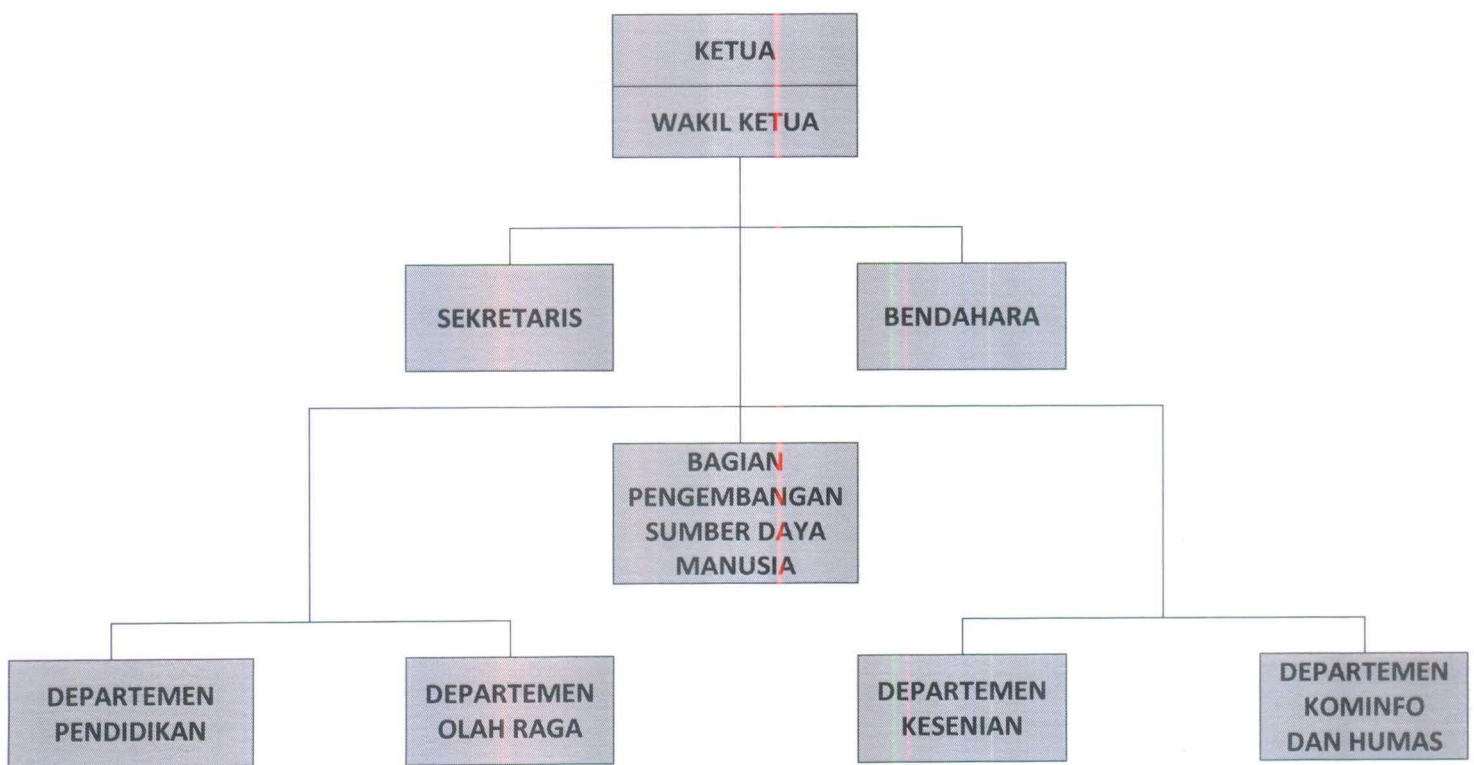 KETUA
WAKIL KETUA
SEKRETARIS
BENDAHARA
BAGIAN
PENGEMBANGAN
SUMBER DAYA
MANUSIA
DEPARTEMEN
PENDIDIKAN
DEPARTEMEN
OLAH RAGA
DEPARTEMEN
KESENIAN
DEPARTEMEN
KOMINFO
DAN HUMAS